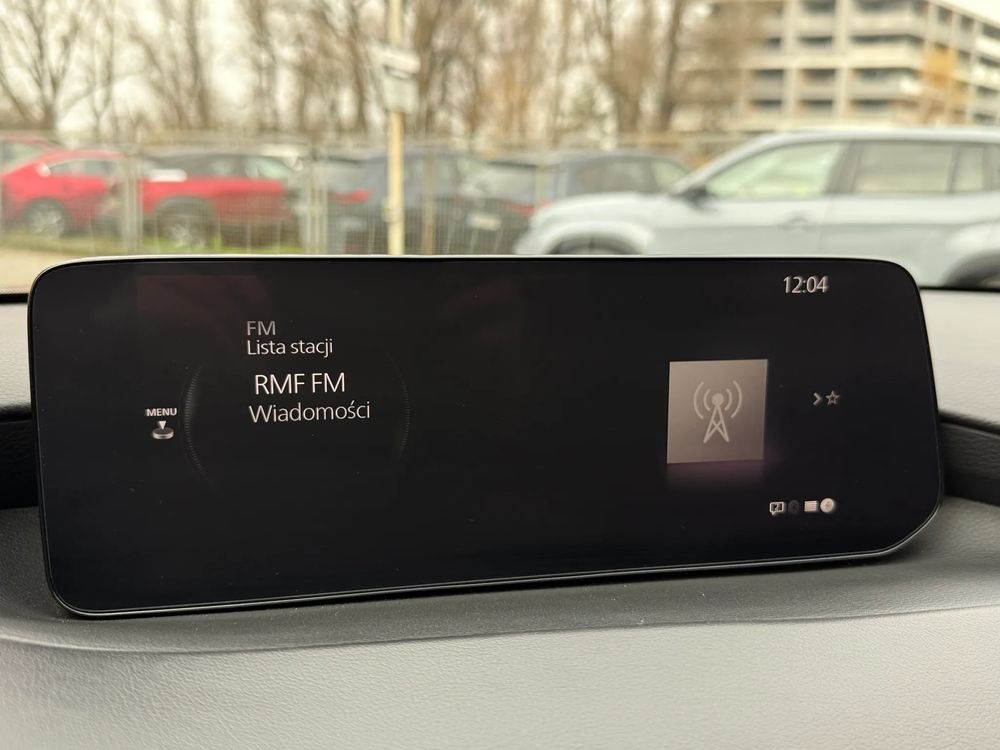 12:04
FM
Lista stacji
RMF FM
Wiadomości
MENU